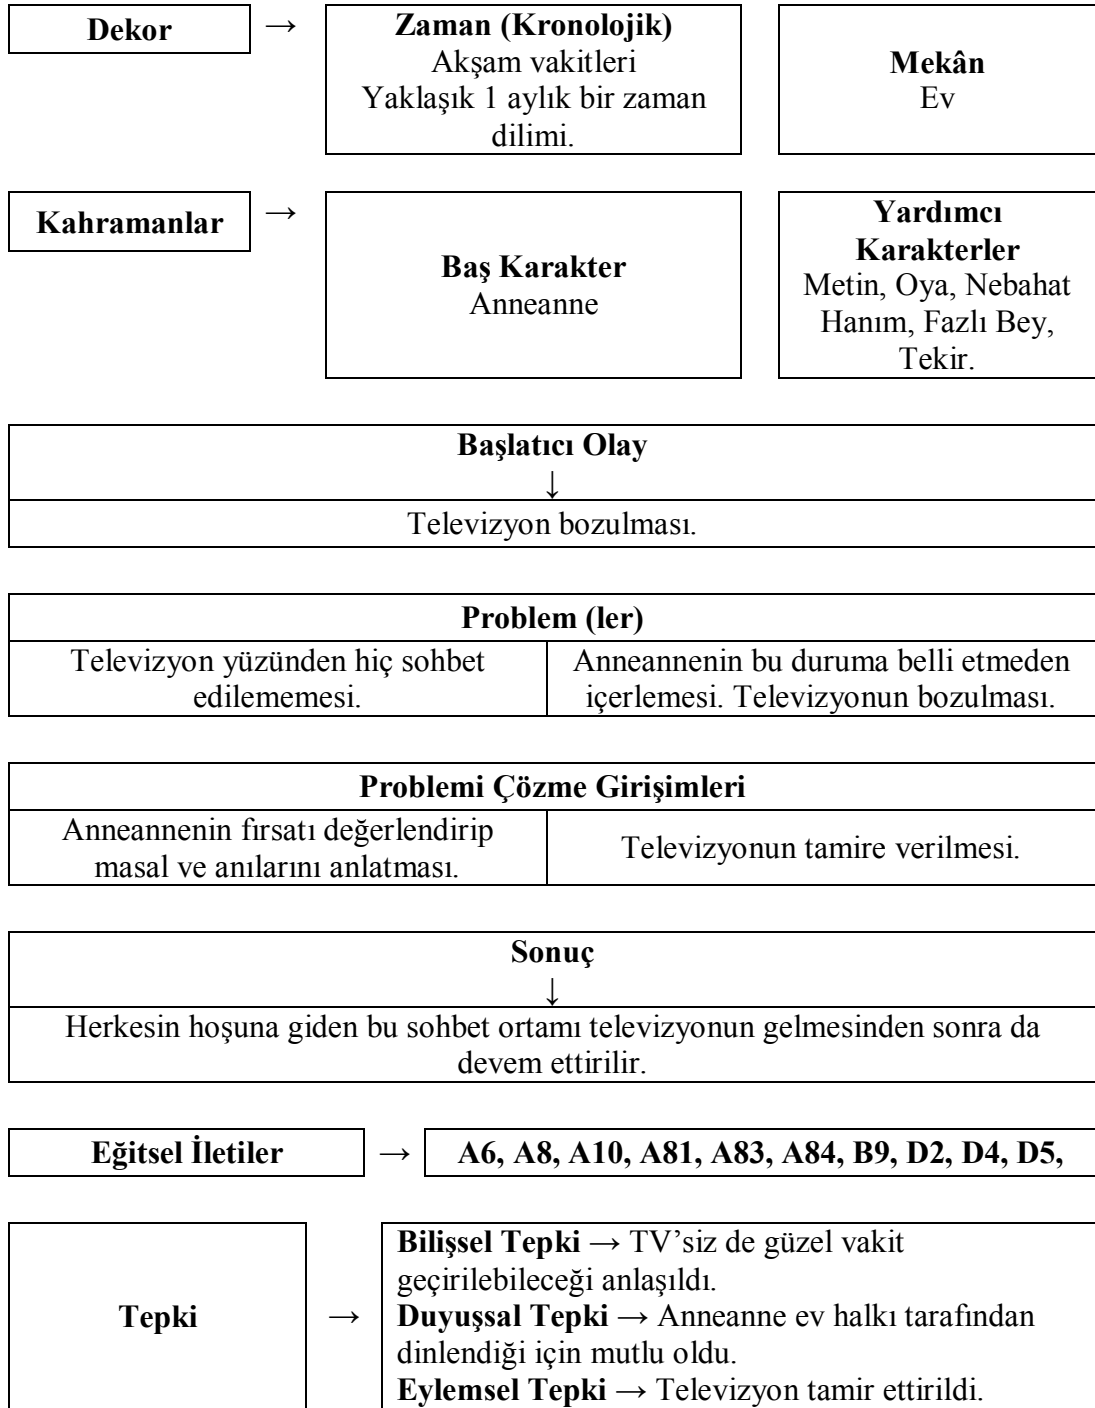 Dekor
→
Zaman (Kronolojik)
Akşam vakitleri
Yaklaşık 1 aylık bir zaman
dilimi.
Mekân
Ev
Kahramanlar
→
Baş Karakter
Anneanne
Yardımcı
Karakterler
Metin, Oya, Nebahat
Hanım, Fazlı Bey,
Tekir.
Başlatıcı Olay
↓
Televizyon bozulması.
Problem (ler)
Televizyon yüzünden hiç sohbet
edilememesi.
Anneannenin bu duruma belli etmeden
içerlemesi. Televizyonun bozulması.
Problemi Çözme Girişimleri
Anneannenin fırsatı değerlendirip
masal ve anılarını anlatması.
Televizyonun tamire verilmesi.
Sonuç
↓
Herkesin hoşuna giden bu sohbet ortamı televizyonun gelmesinden sonra da
devem ettirilir.
Eğitsel İletiler
→
A6, A8, A10, A81, A83, A84, B9, D2, D4, D5,
Tepki
→
Bilişsel Tepki → TV’siz de güzel vakit
geçirilebileceği anlaşıldı.
Duyuşsal Tepki → Anneanne ev halkı tarafından
dinlendiği için mutlu oldu.
Eylemsel Tepki → Televizyon tamir ettirildi.